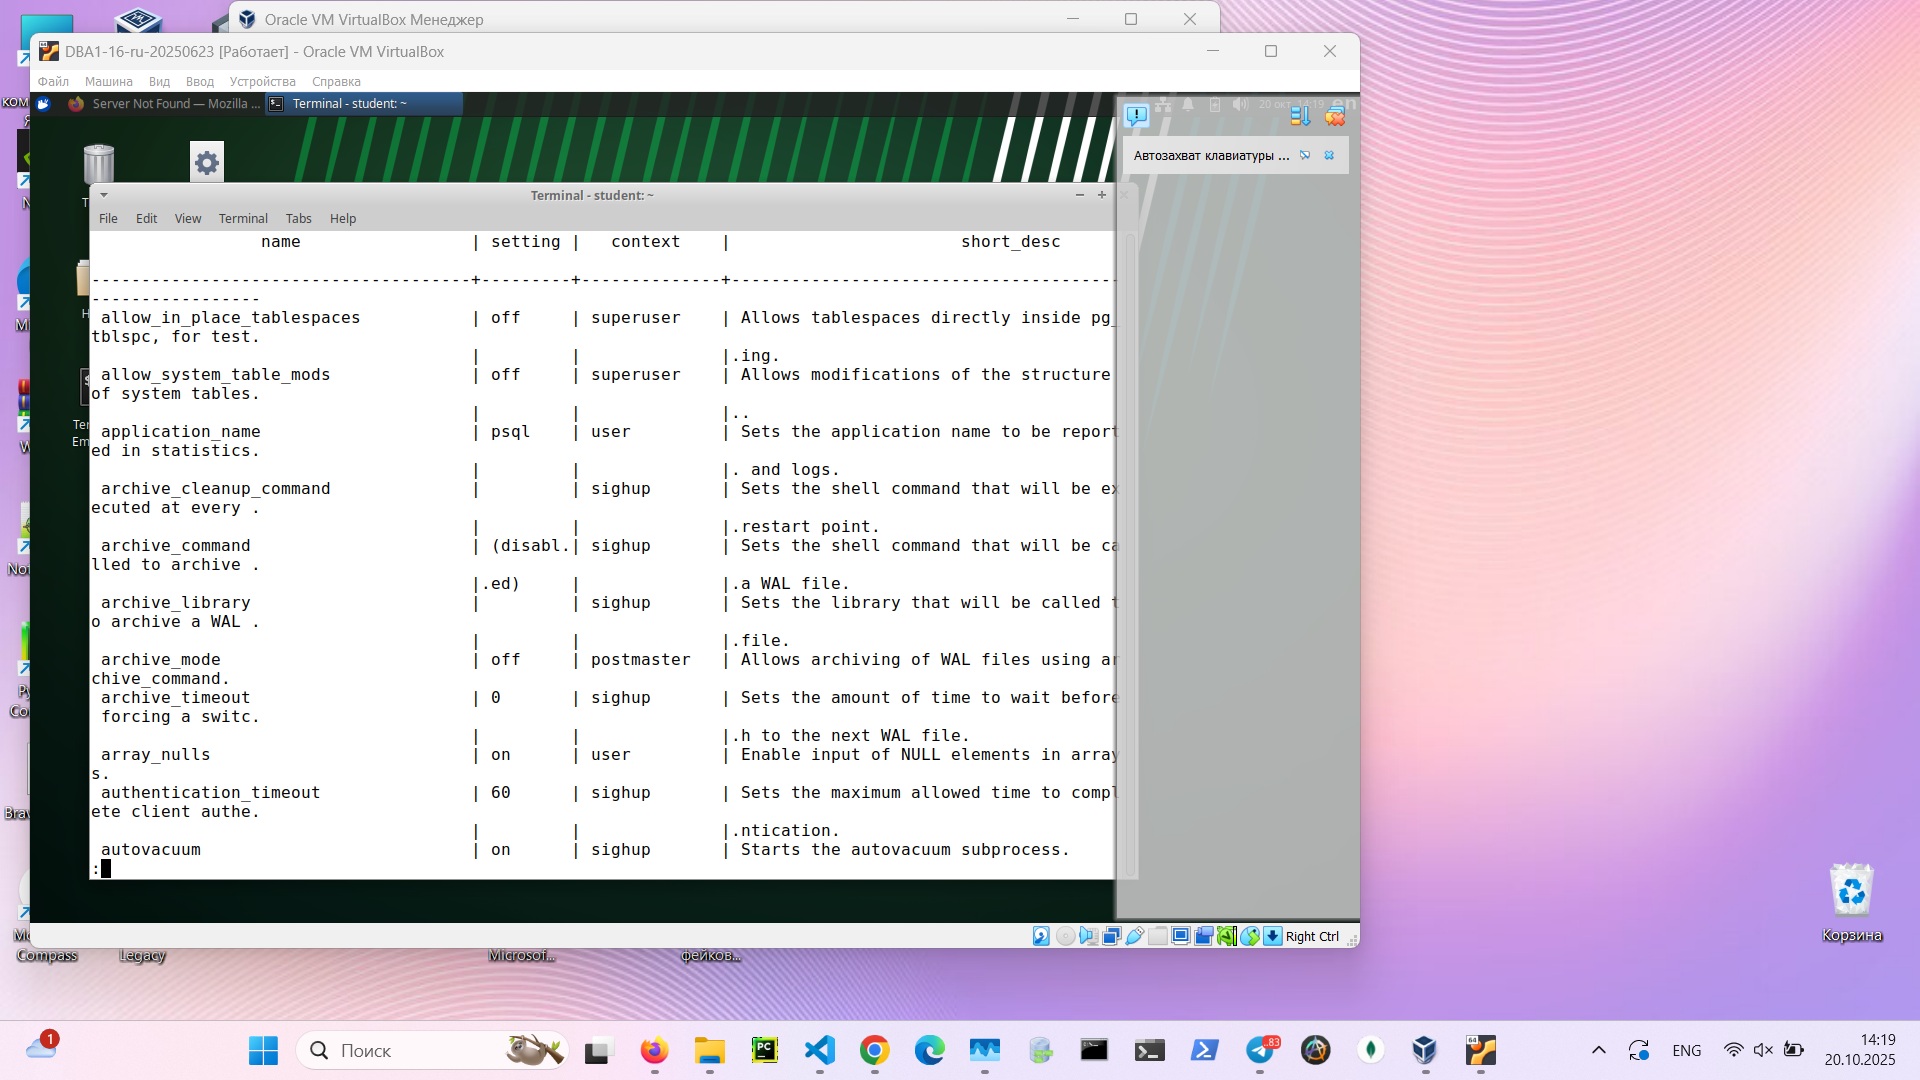 Oracle VM VirtualBox Менеджер
DBA1-16-ru-20250623 [Работает] - Oracle VM VirtualBox
Файл Машина Вид Ввод Устройства Справка
Server Not Found — Mozilla ... Terminal - student: ~ 20 окт, 14:19 en
Автозахват клавиатуры ...
Terminal - student: ~
File Edit View Terminal Tabs Help
name | setting | context | short_desc
--------------------------------------+---------+--------------+---------------------------------------
-----------------
allow_in_place_tablespaces | off | superuser | Allows tablespaces directly inside pg_
tblspc, for test.
| | |.ing.
allow_system_table_mods | off | superuser | Allows modifications of the structure
of system tables.
| | |..
application_name | psql | user | Sets the application name to be report
ed in statistics.
| | |. and logs.
archive_cleanup_command | | sighup | Sets the shell command that will be ex
ecuted at every .
| | |.restart point.
archive_command | (disabl.| sighup | Sets the shell command that will be ca
lled to archive .
|.ed) | |.a WAL file.
archive_library | | sighup | Sets the library that will be called t
o archive a WAL .
| | |.file.
archive_mode | off | postmaster | Allows archiving of WAL files using ar
chive_command.
archive_timeout | 0 | sighup | Sets the amount of time to wait before
forcing a switc.
| | |.h to the next WAL file.
array_nulls | on | user | Enable input of NULL elements in array
s.
authentication_timeout | 60 | sighup | Sets the maximum allowed time to compl
ete client authe.
| | |.ntication.
autovacuum | on | sighup | Starts the autovacuum subprocess.
:
Right Ctrl
Compass
Legacy
Microsof...
фейков...
Корзина
1
Поиск
PC
..83
64
ENG
14:19
20.10.2025